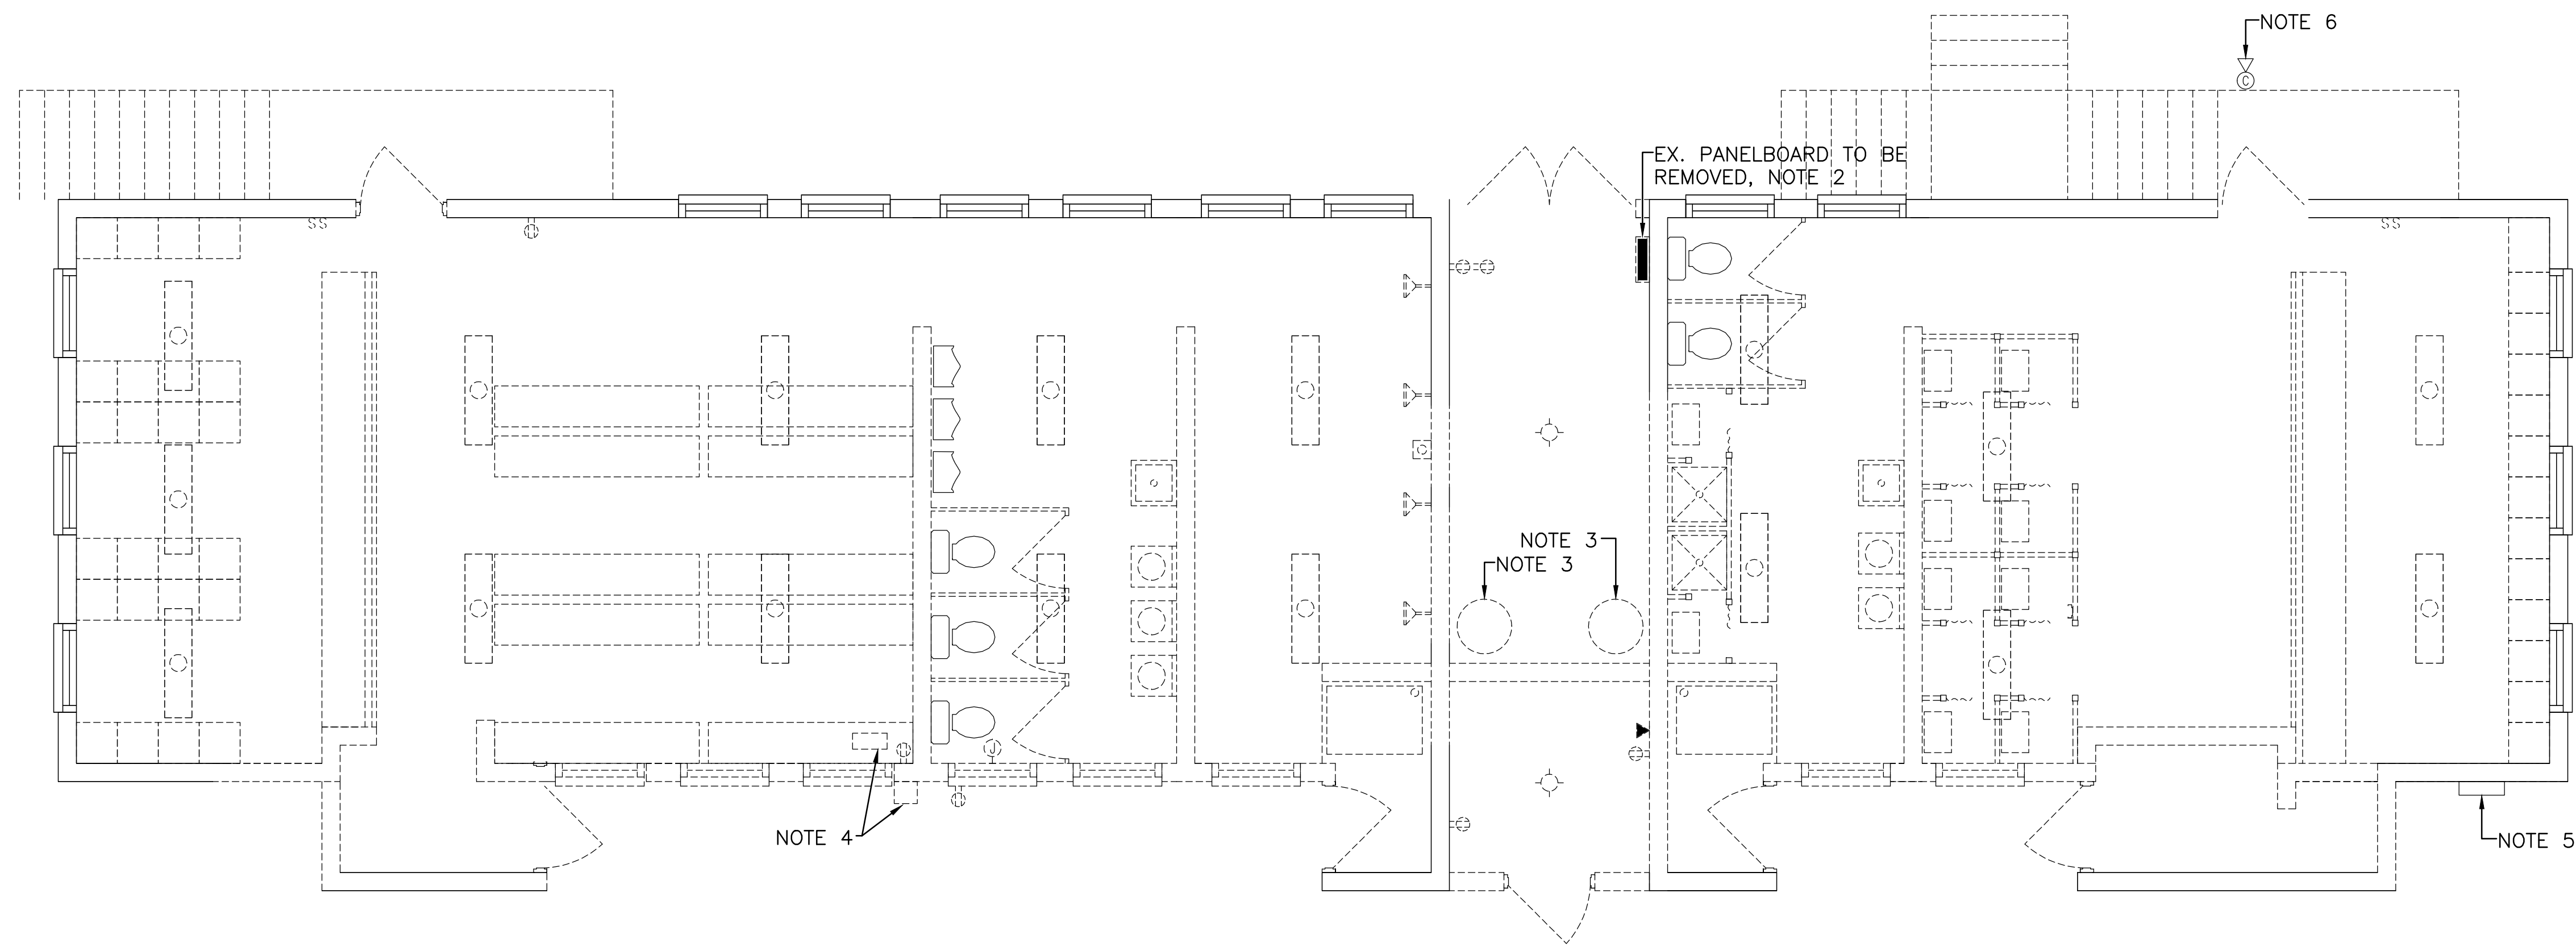 NOTE 6
C
EX. PANELBOARD TO BE
REMOVED, NOTE 2
SS
SS
NOTE 3
NOTE 3
J
NOTE 4
NOTE 5